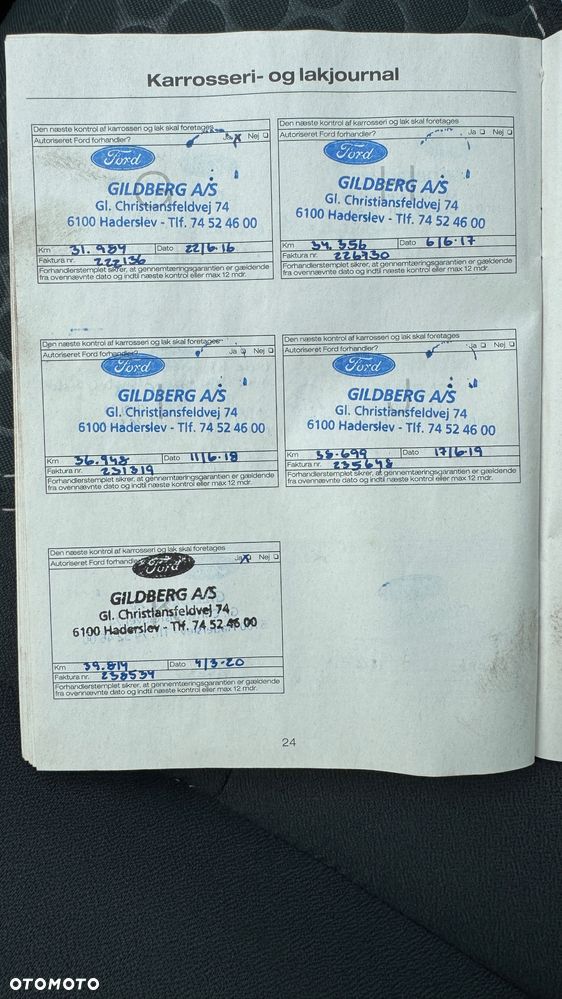 Karrosseri- og lakjournal
Den næste kontrol af karrosseri og lak skal foretages
Autoriseret Ford forhandler? Ja Nej
Ford
GILDBERG A/S
Gl. Christiansfeldvej 74
6100 Haderslev - Tlf. 74 52 46 00
Km 31.989 Dato 22/6-16
Faktura nr. 222136
Forhandlerstemplet sikrer, at gennemtæringsgarantien er gældende
fra ovennævnte dato og indtil næste kontrol eller max 12 mdr.
Den næste kontrol af karrosseri og lak skal foretages
Autoriseret Ford forhandler? Ja Nej
Ford
GILDBERG A/S
Gl. Christiansfeldvej 74
6100 Haderslev - Tlf. 74 52 46 00
Km 34.356 Dato 6/6-17
Faktura nr. 226730
Forhandlerstemplet sikrer, at gennemtæringsgarantien er gældende
fra ovennævnte dato og indtil næste kontrol eller max 12 mdr.
Den næste kontrol af karrosseri og lak skal foretages
Autoriseret Ford forhandler? Ja Nej
Ford
GILDBERG A/S
Gl. Christiansfeldvej 74
6100 Haderslev - Tlf. 74 52 46 00
Km 36.948 Dato 11/6-18
Faktura nr. 231319
Forhandlerstemplet sikrer, at gennemtæringsgarantien er gældende
fra ovennævnte dato og indtil næste kontrol eller max 12 mdr.
Den næste kontrol af karrosseri og lak skal foretages
Autoriseret Ford forhandler? Ja Nej
Ford
GILDBERG A/S
Gl. Christiansfeldvej 74
6100 Haderslev - Tlf. 74 52 46 00
Km 38.699 Dato 17/6-19
Faktura nr. 235648
Forhandlerstemplet sikrer, at gennemtæringsgarantien er gældende
fra ovennævnte dato og indtil næste kontrol eller max 12 mdr.
Den næste kontrol af karrosseri og lak skal foretages
Autoriseret Ford forhandler? Ja Nej
Ford
GILDBERG A/S
Gl. Christiansfeldvej 74
6100 Haderslev - Tlf. 74 52 46 00
Km 39.814 Dato 4/3-20
Faktura nr. 238534
Forhandlerstemplet sikrer, at gennemtæringsgarantien er gældende
fra ovennævnte dato og indtil næste kontrol eller max 12 mdr.
24
OTOMOTO